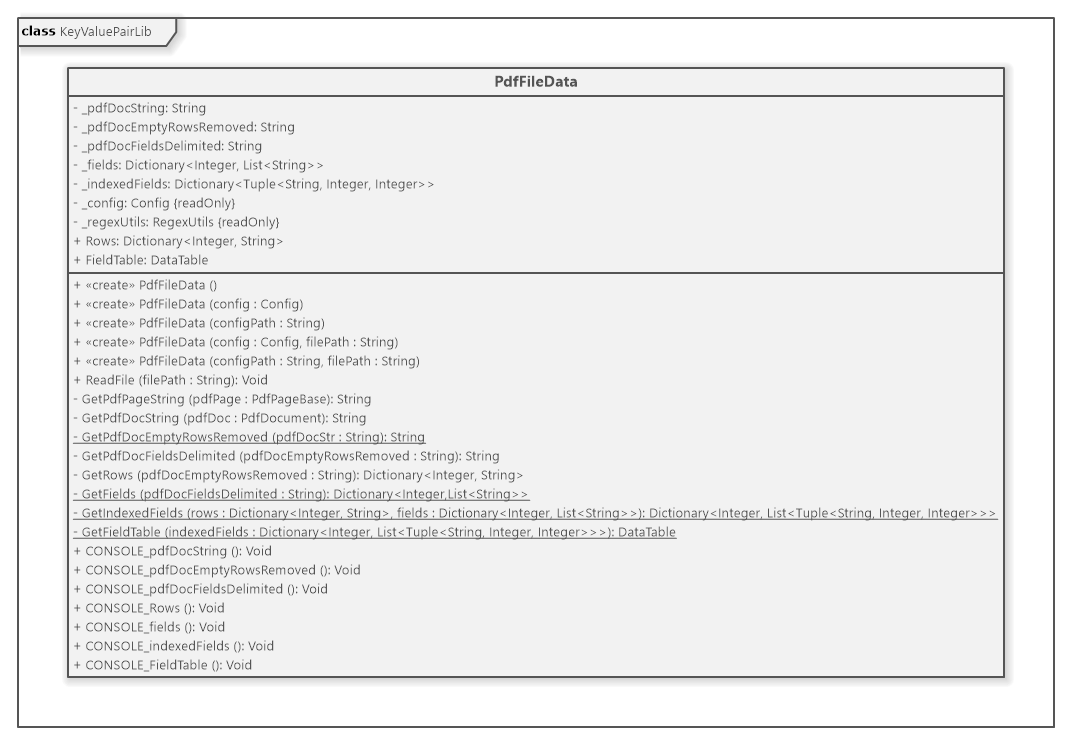 class KeyValuePairLib
PdfFileData
- _pdfDocString: String
- _pdfDocEmptyRowsRemoved: String
- _pdfDocFieldsDelimited: String
- _fields: Dictionary<Integer, List<String>>
- _indexedFields: Dictionary<Tuple<String, Integer, Integer>>
- _config: Config {readOnly}
- _regexUtils: RegexUtils {readOnly}
+ Rows: Dictionary<Integer, String>
+ FieldTable: DataTable
+ «create» PdfFileData ()
+ «create» PdfFileData (config : Config)
+ «create» PdfFileData (configPath : String)
+ «create» PdfFileData (config : Config, filePath : String)
+ «create» PdfFileData (configPath : String, filePath : String)
+ ReadFile (filePath : String): Void
- GetPdfPageString (pdfPage : PdfPageBase): String
- GetPdfDocString (pdfDoc : PdfDocument): String
- GetPdfDocEmptyRowsRemoved (pdfDocStr : String): String
- GetPdfDocFieldsDelimited (pdfDocEmptyRowsRemoved : String): String
- GetRows (pdfDocEmptyRowsRemoved : String): Dictionary<Integer, String>
- GetFields (pdfDocFieldsDelimited : String): Dictionary<Integer,List<String>>
- GetIndexedFields (rows : Dictionary<Integer, String>, fields : Dictionary<Integer, List<String>>): Dictionary<Integer, List<Tuple<String, Integer, Integer>>>
- GetFieldTable (indexedFields : Dictionary<Integer, List<Tuple<String, Integer, Integer>>>): DataTable
+ CONSOLE_pdfDocString (): Void
+ CONSOLE_pdfDocEmptyRowsRemoved (): Void
+ CONSOLE_pdfDocFieldsDelimited (): Void
+ CONSOLE_Rows (): Void
+ CONSOLE_fields (): Void
+ CONSOLE_indexedFields (): Void
+ CONSOLE_FieldTable (): Void